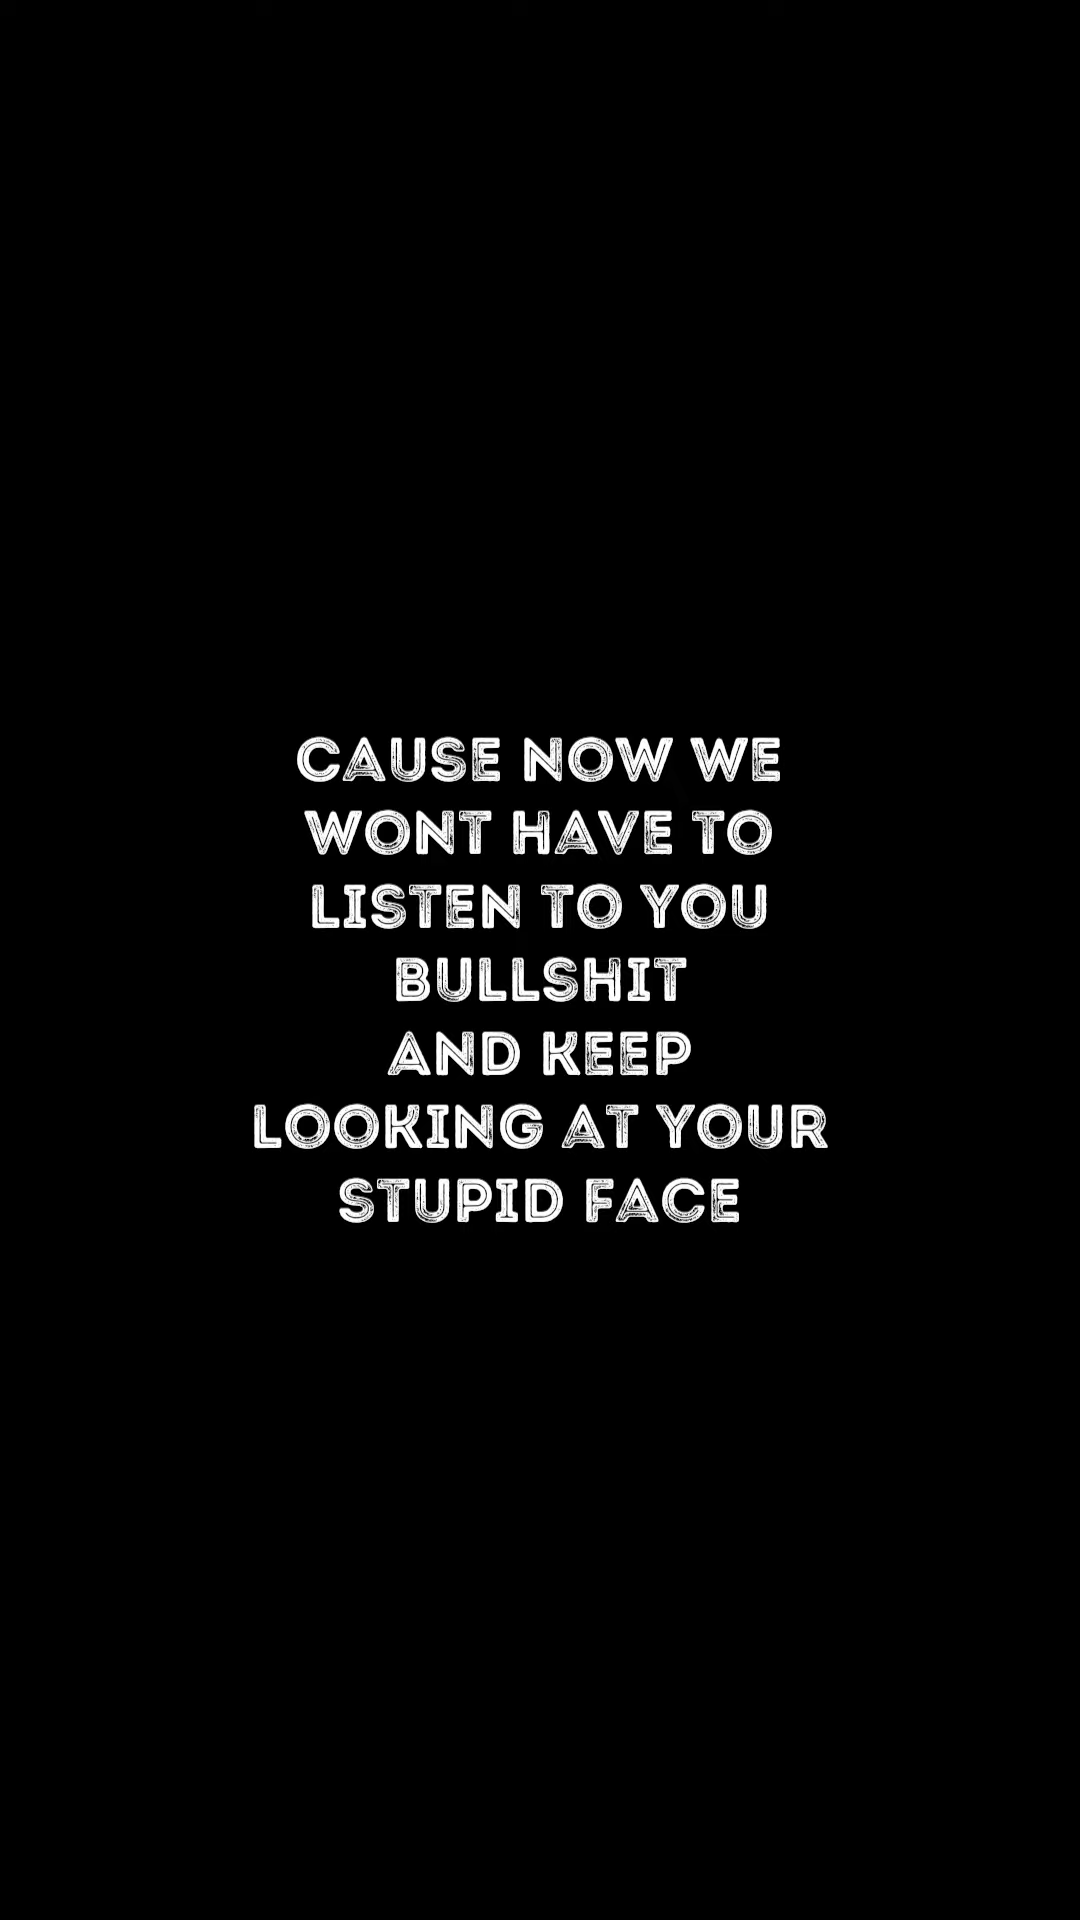 CAUSE NOW WE
WONT HAVE TO
LISTEN TO YOU
BULLSHIT
AND KEEP
LOOKING AT YOUR
STUPID FACE